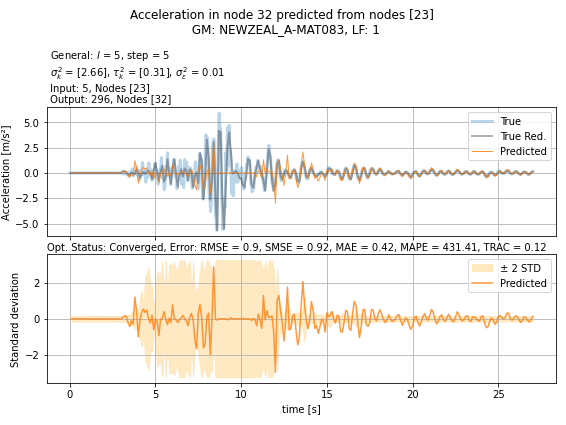 Acceleration in node 32 predicted from nodes [23]
GM: NEWZEAL_A-MAT083, LF: 1
General: l = 5, step = 5
σ²ₖ = [2.66], τ²ₖ = [0.31], σ²ε = 0.01
Input: 5, Nodes [23]
Output: 296, Nodes [32]
Acceleration [m/s²]
5.0
2.5
0.0
−2.5
−5.0
True
True Red.
Predicted
Opt. Status: Converged, Error: RMSE = 0.9, SMSE = 0.92, MAE = 0.42, MAPE = 431.41, TRAC = 0.12
Standard deviation
2
0
−2
± 2 STD
Predicted
0 5 10 15 20 25
time [s]